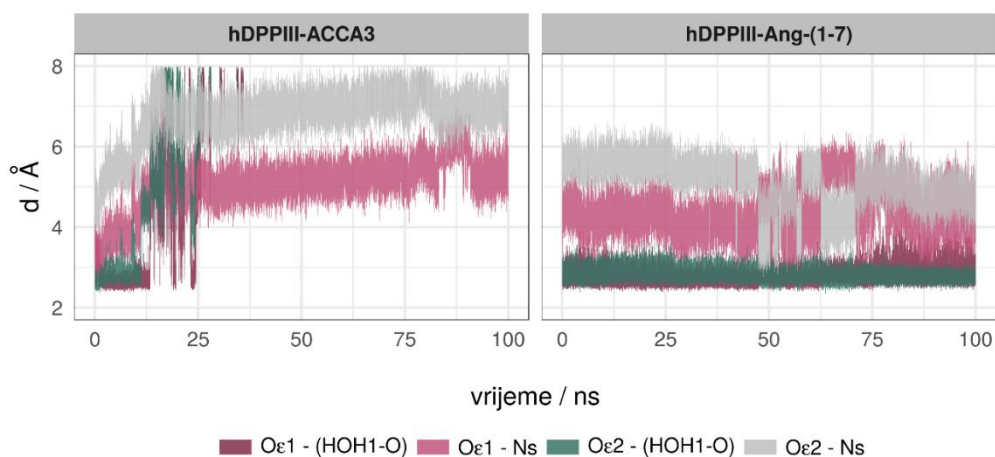 hDPPIII-ACCA3 hDPPIII-Ang-(1-7)
8
6
4
2
d / Å
0 25 50 75 100 0 25 50 75 100
vrijeme / ns
Oε1 - (HOH1-O) Oε1 - Ns Oε2 - (HOH1-O) Oε2 - Ns